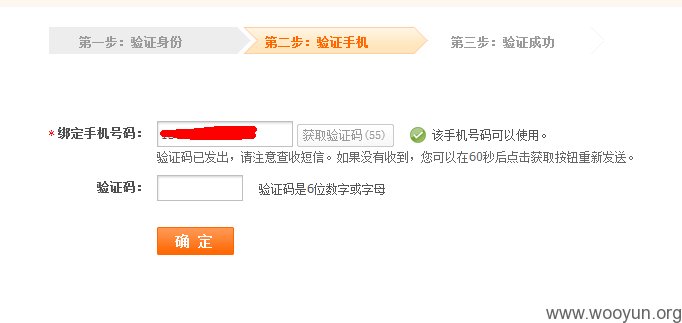 第一步：验证身份 第二步：验证手机 第三步：验证成功
*绑定手机号码： 获取验证码(55) 该手机号码可以使用。
验证码已发出，请注意查收短信。如果没有收到，您可以在60秒后点击获取按钮重新发送。
验证码： 验证码是6位数字或字母
确 定
www.wooyun.org